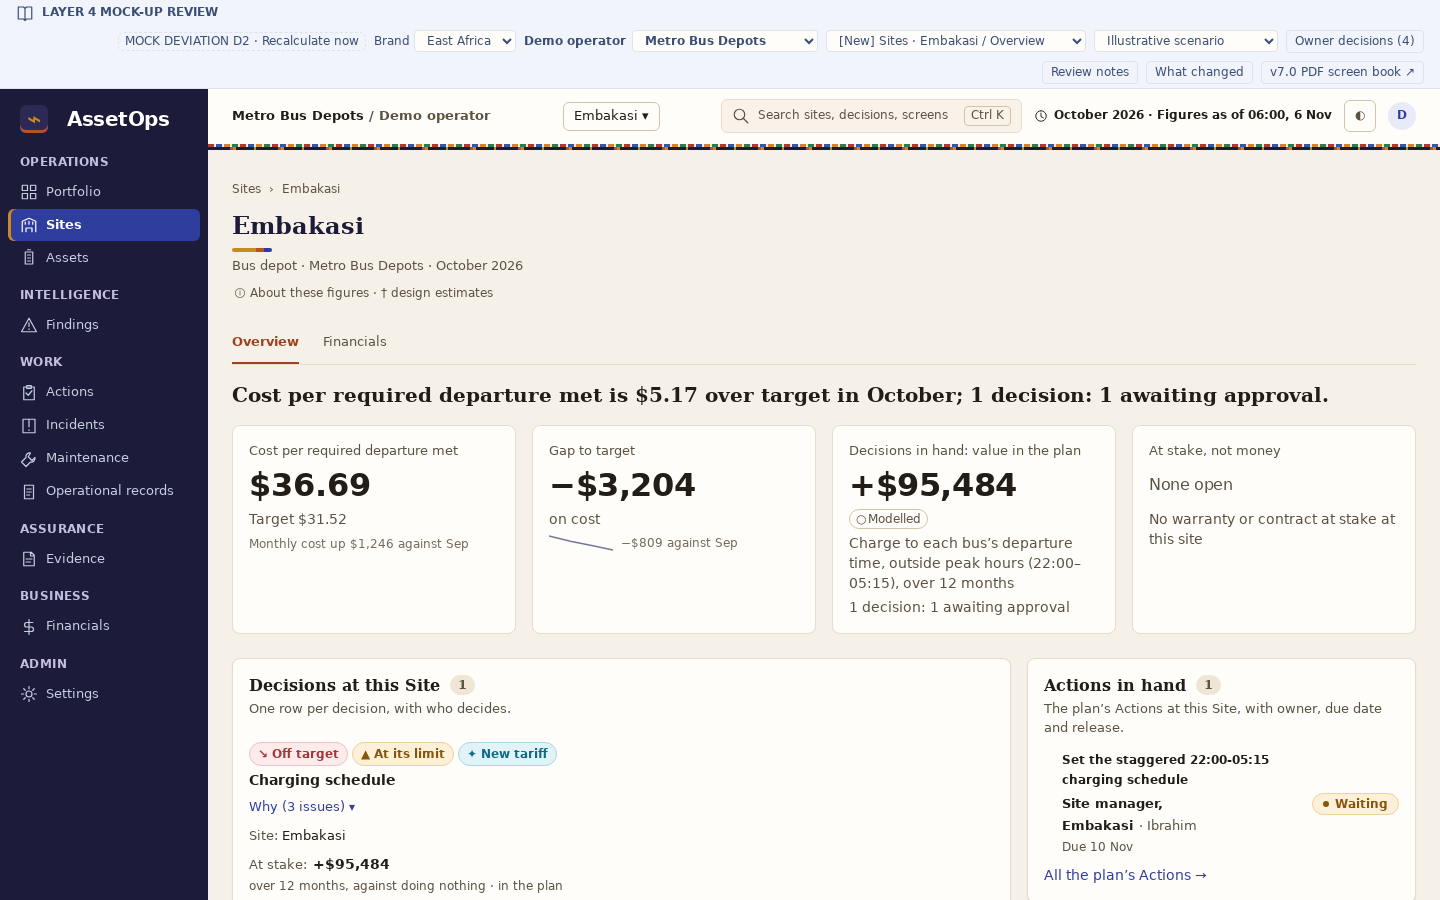 LAYER 4 MOCK-UP REVIEW
MOCK DEVIATION D2 · Recalculate now
Brand
East Africa
Demo operator
Metro Bus Depots
[New] Sites · Embakasi / Overview
Illustrative scenario
Owner decisions (4)
Review notes
What changed
v7.0 PDF screen book ↗
AssetOps
OPERATIONS
Portfolio
Sites
Assets
INTELLIGENCE
Findings
WORK
Actions
Incidents
Maintenance
Operational records
ASSURANCE
Evidence
BUSINESS
Financials
ADMIN
Settings
Metro Bus Depots / Demo operator
Embakasi ▾
Search sites, decisions, screens
Ctrl K
October 2026 · Figures as of 06:00, 6 Nov
D
Sites › Embakasi
Embakasi
Bus depot · Metro Bus Depots · October 2026
About these figures · † design estimates
Overview
Financials
Cost per required departure met is $5.17 over target in October; 1 decision: 1 awaiting approval.
Cost per required departure met
$36.69
Target $31.52
Monthly cost up $1,246 against Sep
Gap to target
−$3,204
on cost
−$809 against Sep
Decisions in hand: value in the plan
+$95,484
Modelled
Charge to each bus’s departure
time, outside peak hours (22:00–
05:15), over 12 months
1 decision: 1 awaiting approval
At stake, not money
None open
No warranty or contract at stake at
this site
Decisions at this Site 1
One row per decision, with who decides.
↘ Off target
▲ At its limit
✦ New tariff
Charging schedule
Why (3 issues) ▾
Site: Embakasi
At stake: +$95,484
over 12 months, against doing nothing · in the plan
Actions in hand 1
The plan’s Actions at this Site, with owner, due date
and release.
Set the staggered 22:00-05:15
charging schedule
Site manager,
Embakasi · Ibrahim
Waiting
Due 10 Nov
All the plan’s Actions →